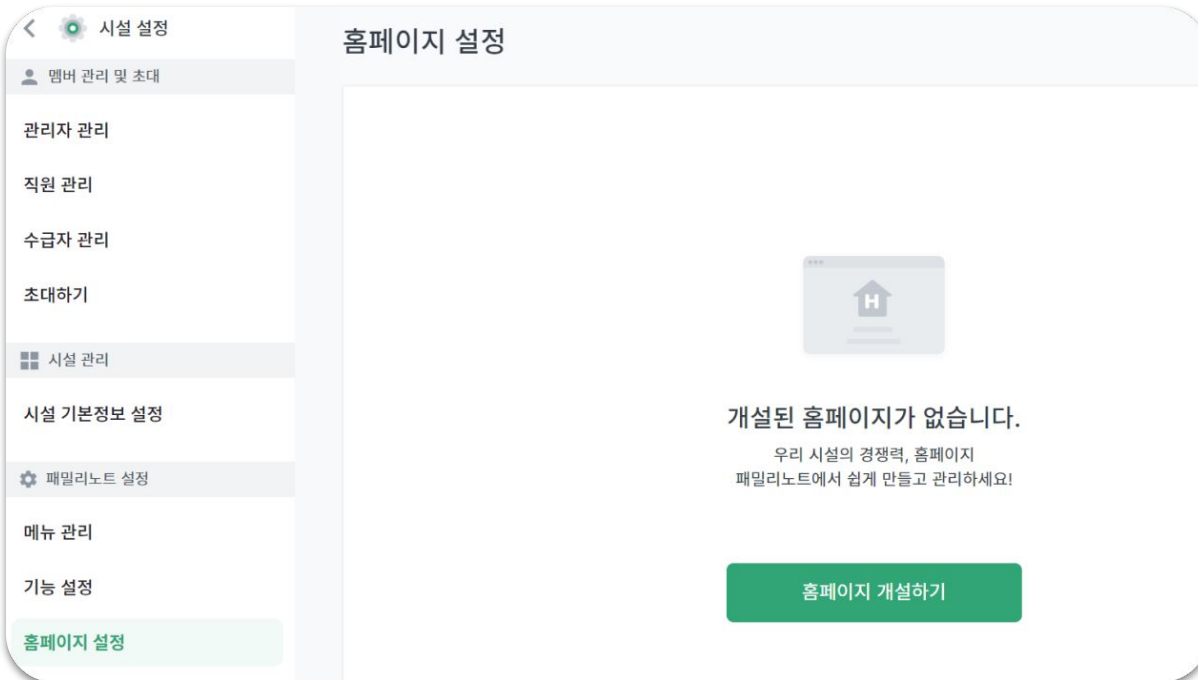 시설 설정
멤버 관리 및 초대
관리자 관리
직원 관리
수급자 관리
초대하기
시설 관리
시설 기본정보 설정
패밀리노트 설정
메뉴 관리
기능 설정
홈페이지 설정
홈페이지 설정
H
개설된 홈페이지가 없습니다.
우리 시설의 경쟁력, 홈페이지
패밀리노트에서 쉽게 만들고 관리하세요!
홈페이지 개설하기